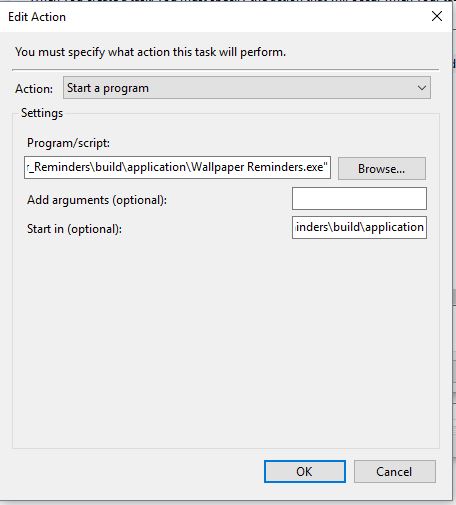 Edit Action
You must specify what action this task will perform.
Action: Start a program
Settings
Program/script:
r_Reminders\build\application\Wallpaper Reminders.exe" Browse...
Add arguments (optional):
Start in (optional): inders\build\application
OK Cancel